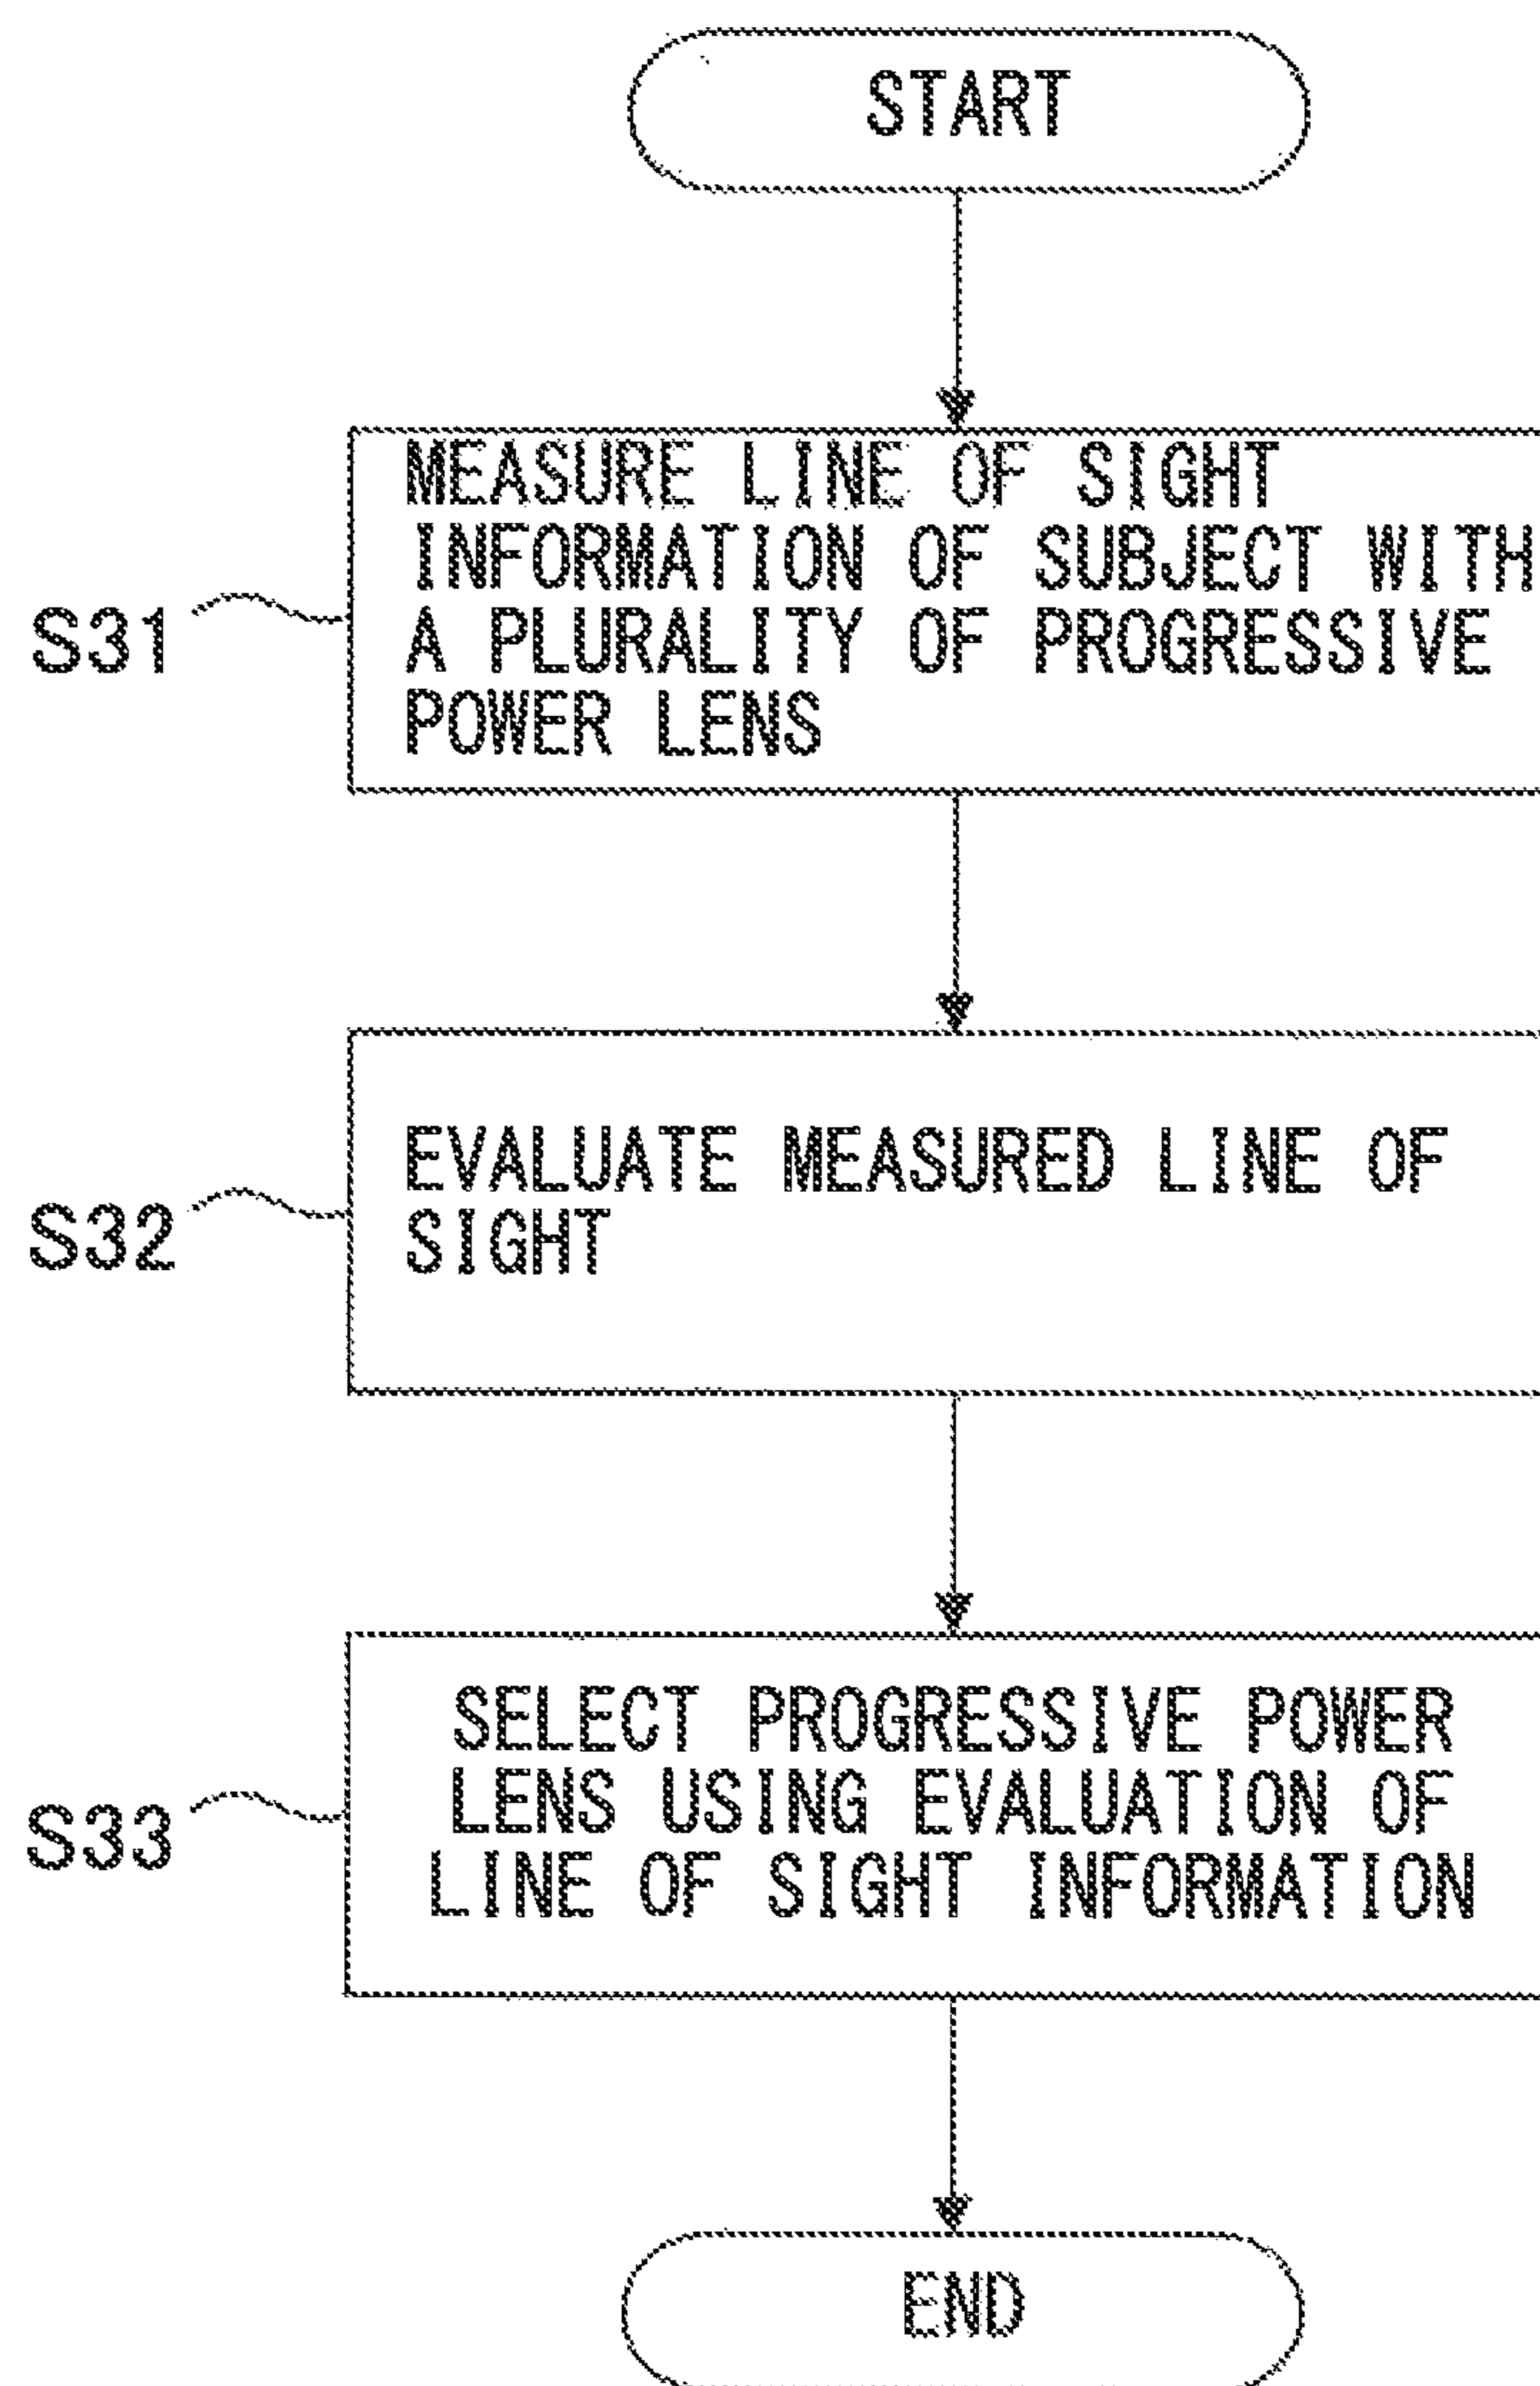 START
MEASURE LINE OF SIGHT
INFORMATION OF SUBJECT WITH
A PLURALITY OF PROGRESSIVE
POWER LENS
S31
EVALUATE MEASURED LINE OF
SIGHT
S32
SELECT PROGRESSIVE POWER
LENS USING EVALUATION OF
LINE OF SIGHT INFORMATION
S33
END